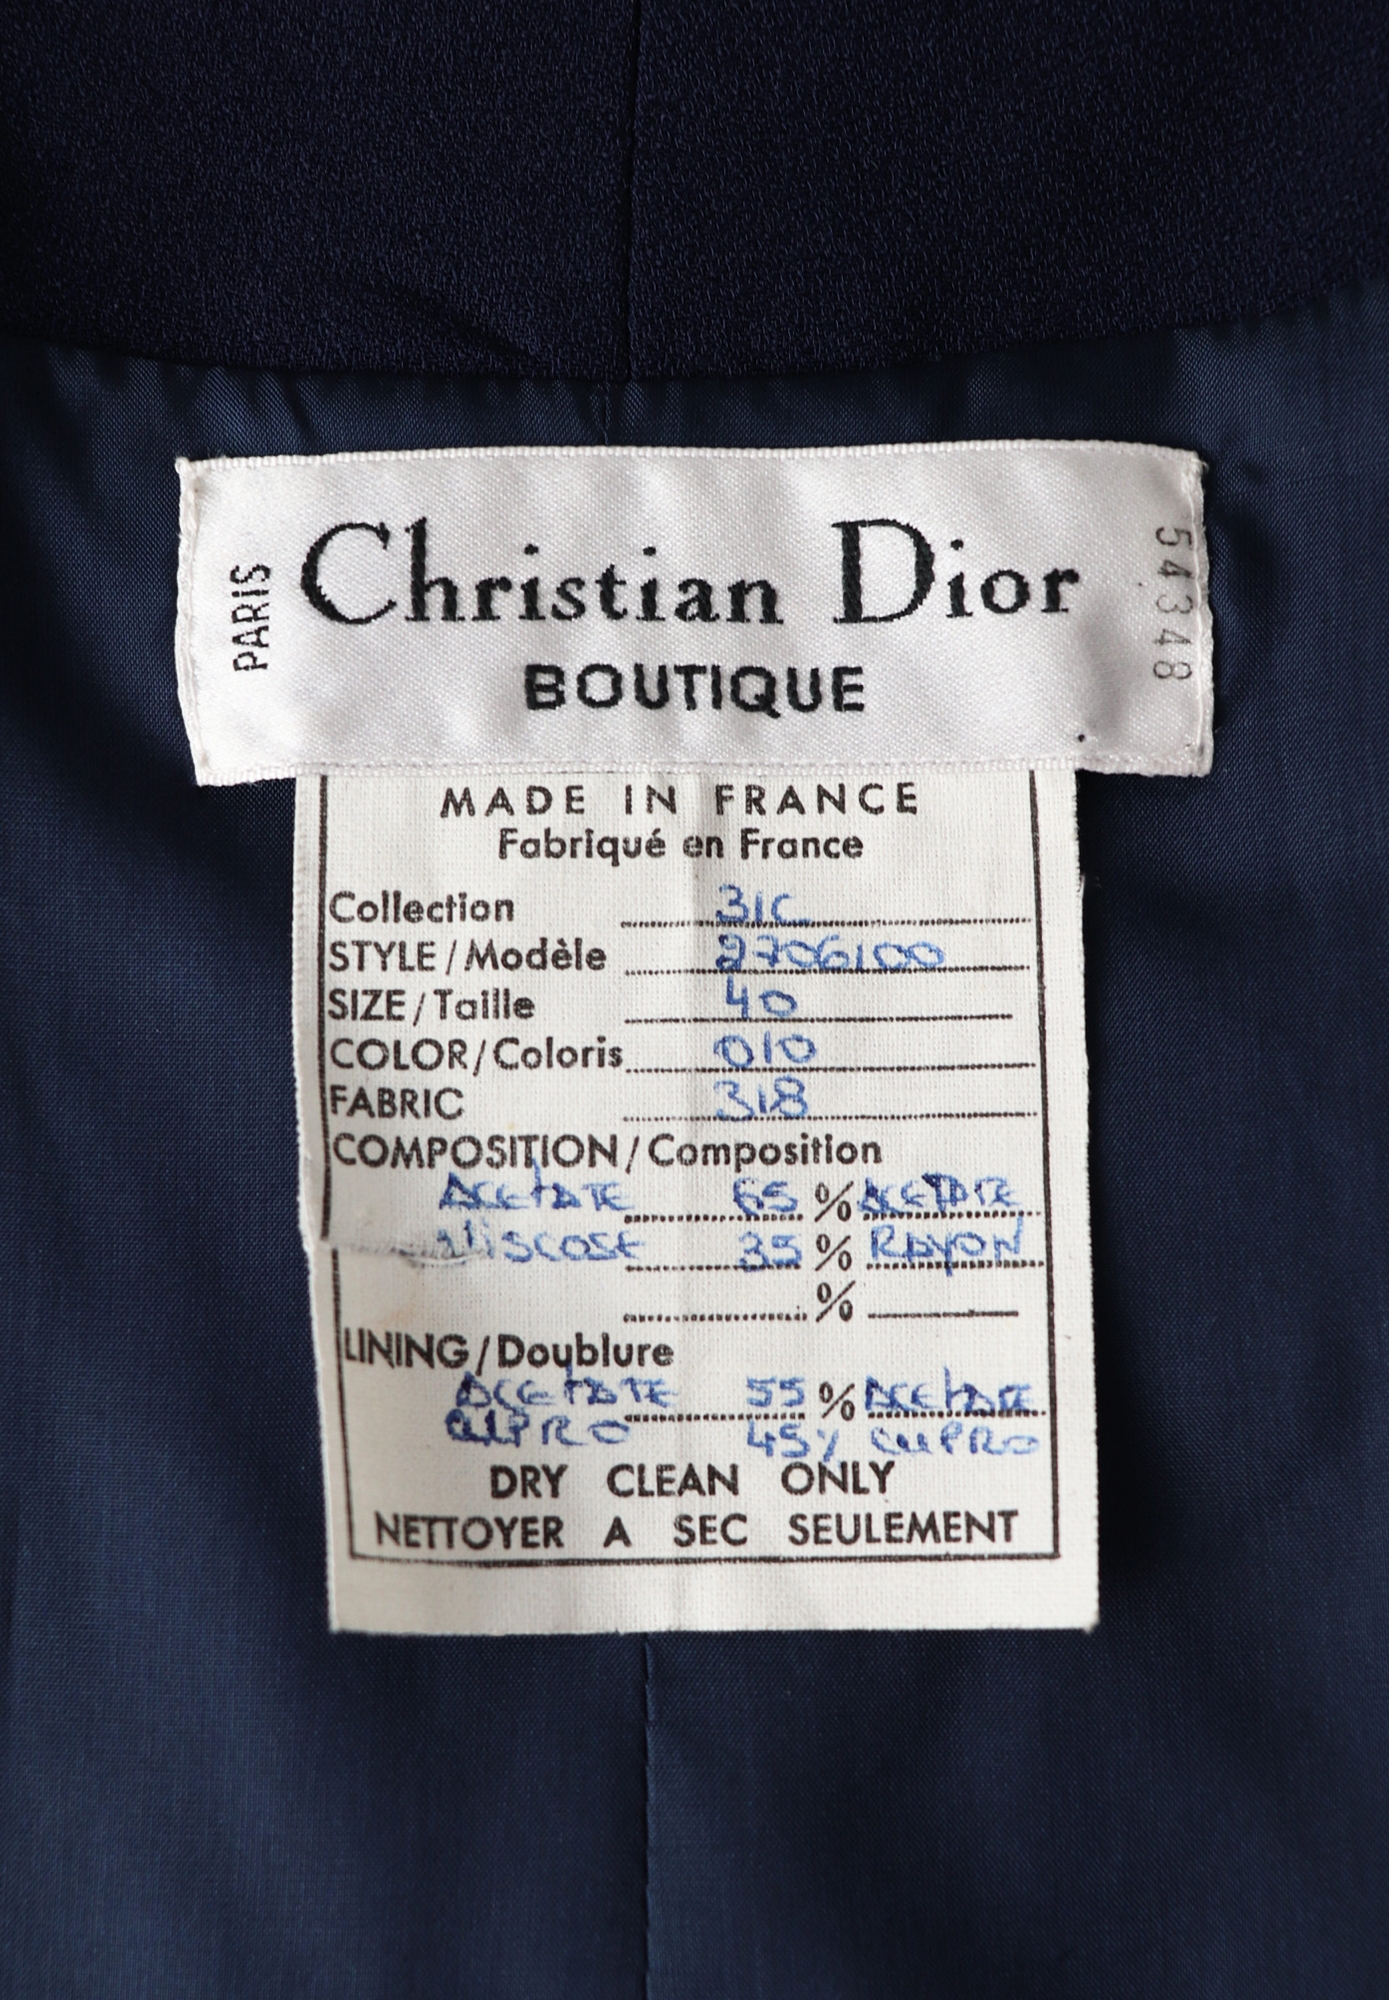 PARIS
Christian Dior
54348
BOUTIQUE
MADE IN FRANCE
Fabriqué en France
Collection 31C
STYLE / Modèle 2706100
SIZE / Taille 40
COLOR / Coloris 010
FABRIC 318
COMPOSITION / Composition
ACETATE 65 % ACETATE
VISCOSE 35 % RAYON
%
LINING / Doublure
ACETATE 55 % ACETATE
CUPRO 45% CUPRO
DRY CLEAN ONLY
NETTOYER A SEC SEULEMENT